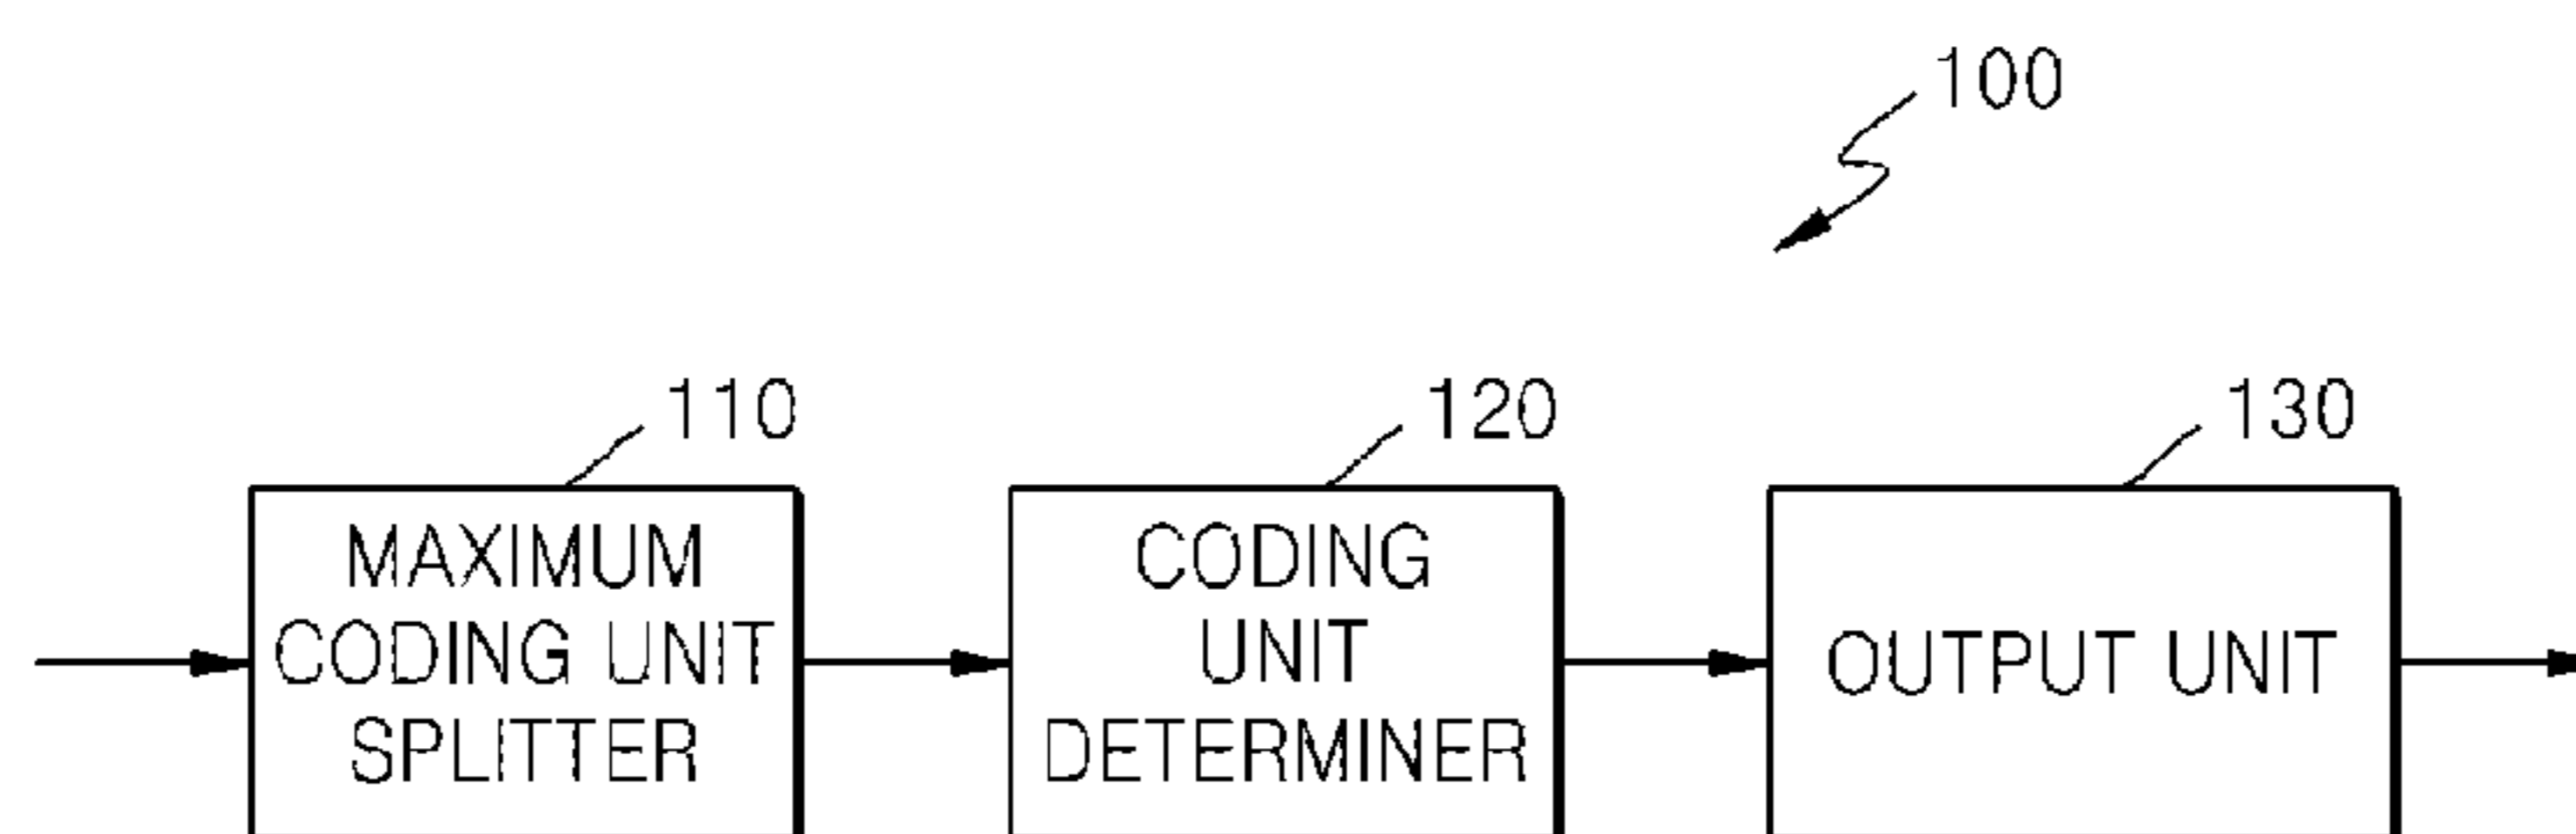 100
110
120
130
MAXIMUM
CODING UNIT
SPLITTER
CODING
UNIT
DETERMINER
OUTPUT UNIT